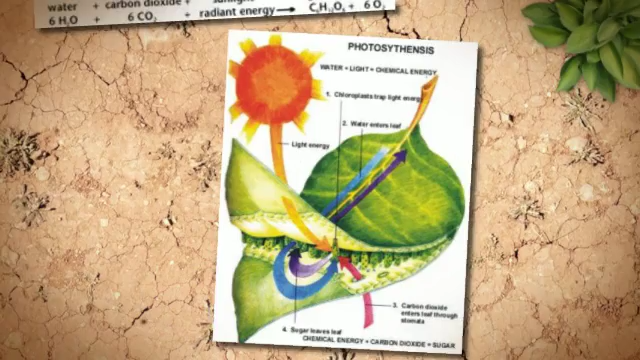 water + carbon dioxide +
6 H₂O + 6 CO₂ radiant energy → C₆H₁₂O₆ + 6 O₂
PHOTOSYTHENSIS
WATER + LIGHT = CHEMICAL ENERGY
1. Chloroplasts trap light energy
2. Water enters leaf
Light energy
3. Carbon dioxide
enters leaf through
stomata
4. Sugar leaves leaf
CHEMICAL ENERGY + CARBON DIOXIDE = SUGAR